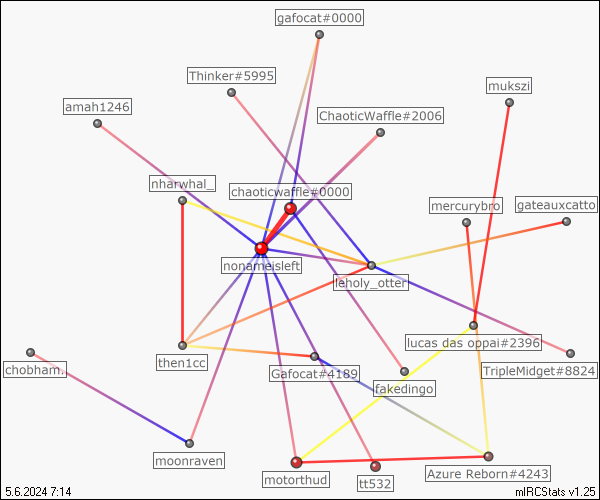 gafocat#0000
Thinker#5995
mukszi
amah1246
ChaoticWaffle#2006
nharwhal_
chaoticwaffle#0000
mercurybro
gateauxcatto
nonameisleft
leholy_otter
lucas das oppai#2396
then1cc
chobham.
Gafocat#4189
TripleMidget#8824
fakedingo
moonraven
motorthud
tt532
Azure Reborn#4243
5.6.2024 7:14
mIRCStats v1.25